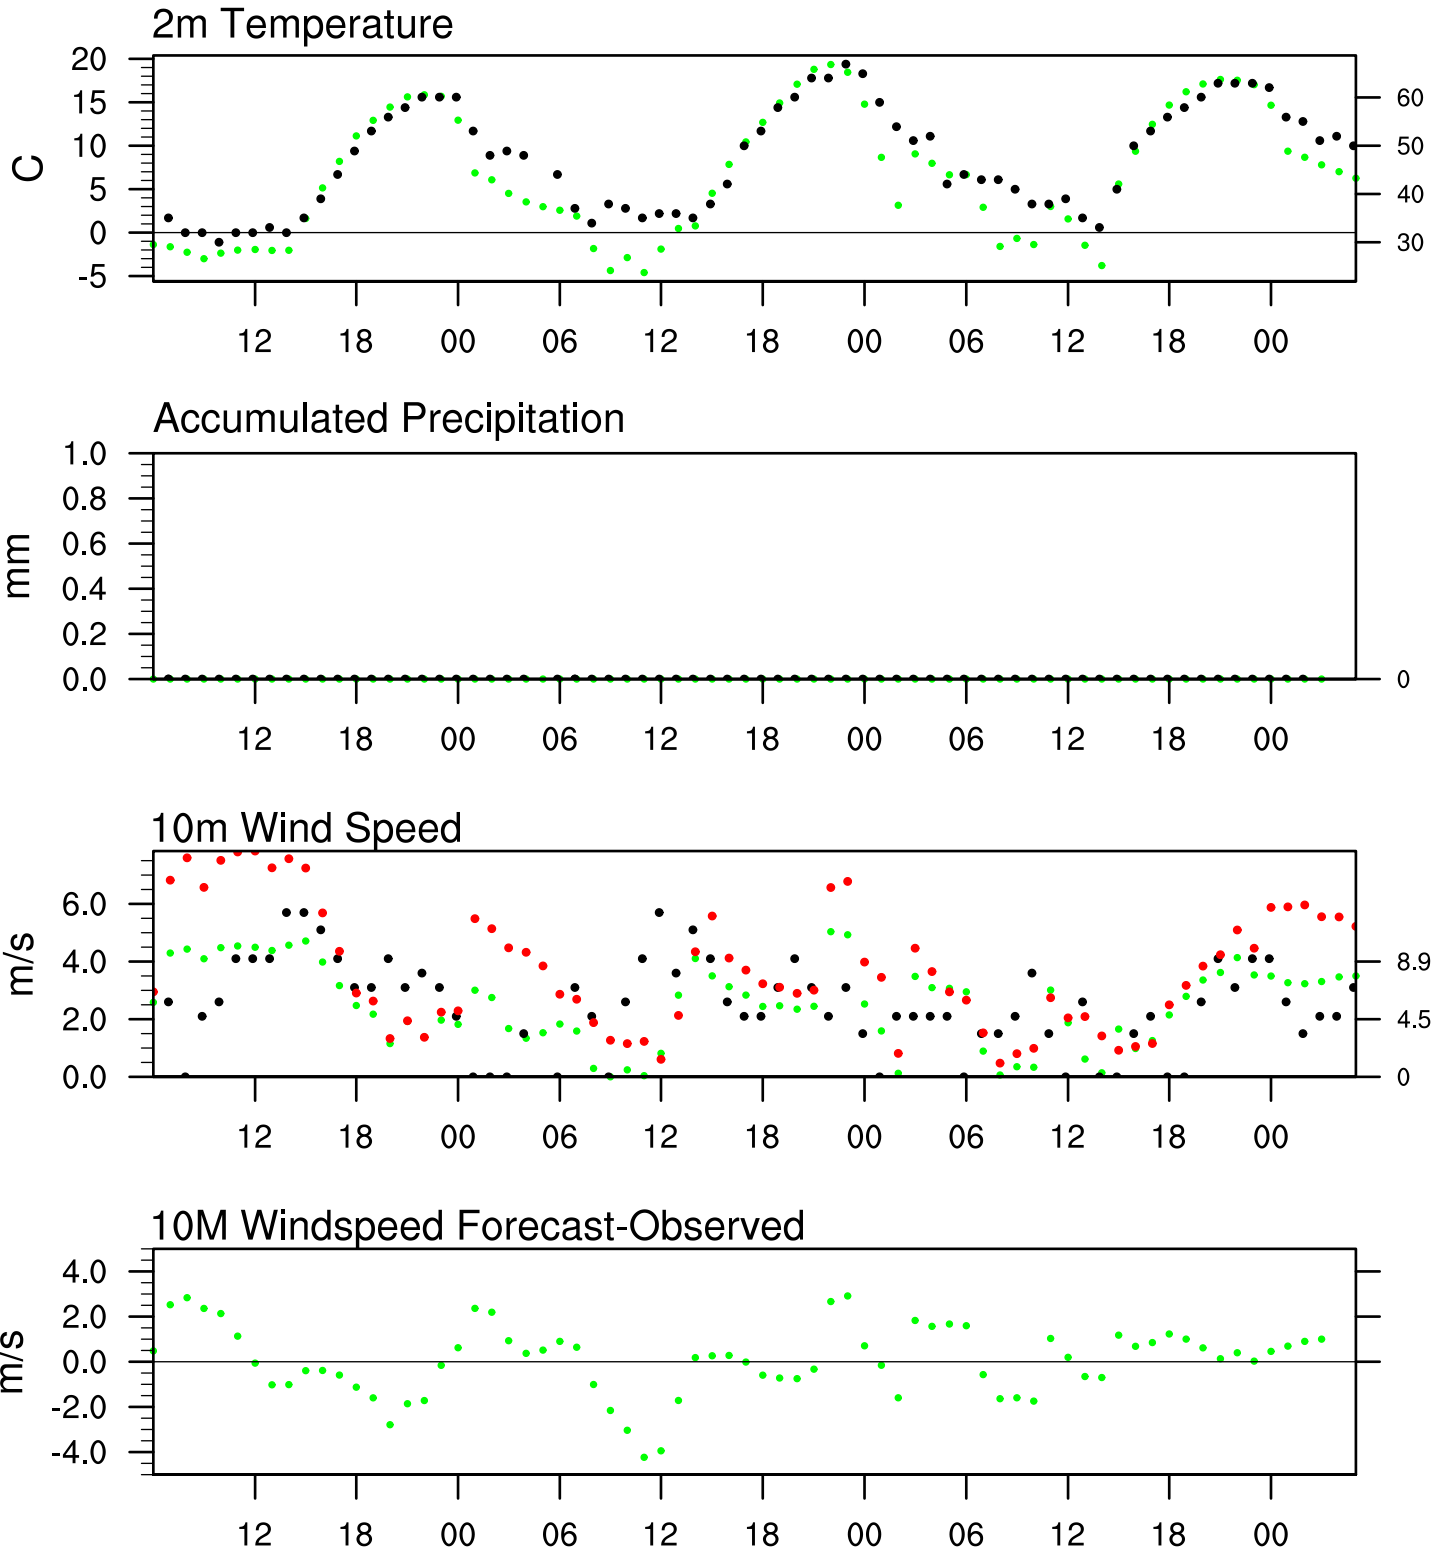 2m Temperature
20
15
10
5
0
-5
C
60
50
40
30
12 18 00 06 12 18 00 06 12 18 00
Accumulated Precipitation
1.0
0.8
0.6
0.4
0.2
0.0
mm
0
12 18 00 06 12 18 00 06 12 18 00
10m Wind Speed
6.0
4.0
2.0
0.0
m/s
8.9
4.5
0
12 18 00 06 12 18 00 06 12 18 00
10M Windspeed Forecast-Observed
4.0
2.0
0.0
-2.0
-4.0
m/s
12 18 00 06 12 18 00 06 12 18 00